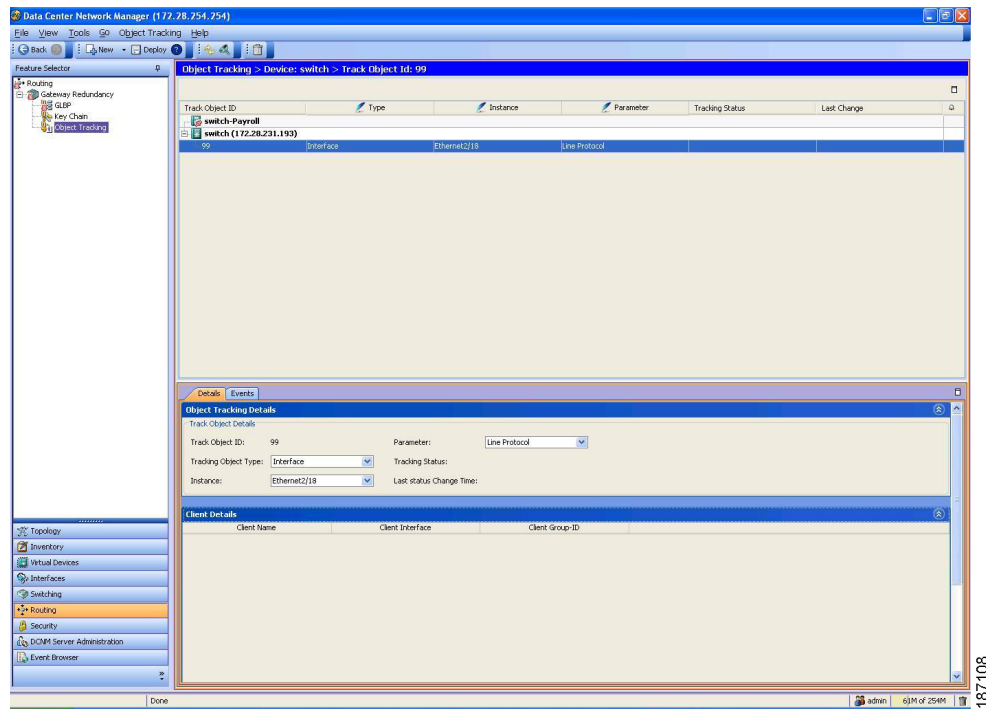 Data Center Network Manager (172.28.254.254)
File View Tools Go Object Tracking Help
Back New Deploy
Feature Selector
Routing
Gateway Redundancy
GLBP
Key Chain
Object Tracking
Object Tracking > Device: switch > Track Object Id: 99
Track Object ID Type Instance Parameter Tracking Status Last Change
switch-Payroll
switch (172.28.231.193)
99 Interface Ethernet2/18 Line Protocol
Details Events
Object Tracking Details
Track Object Details
Track Object ID: 99 Parameter: Line Protocol
Tracking Object Type: Interface Tracking Status:
Instance: Ethernet2/18 Last status Change Time:
Client Details
Client Name Client Interface Client Group-ID
Topology
Inventory
Virtual Devices
Interfaces
Switching
Routing
Security
DCNM Server Administration
Event Browser
Done admin 61M of 254M
187108